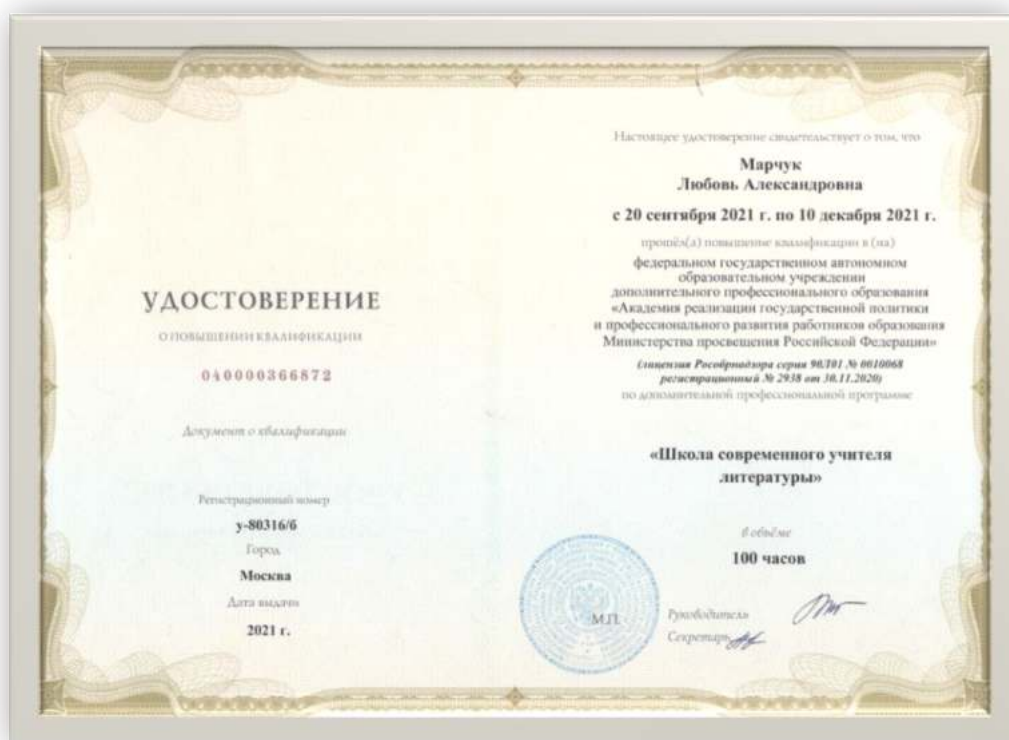 УДОСТОВЕРЕНИЕ
О ПОВЫШЕНИИ КВАЛИФИКАЦИИ
040000366872
Документ о квалификации
Регистрационный номер
у-80316/б
Город
Москва
Дата выдачи
2021 г.
Настоящее удостоверение свидетельствует о том, что
Марчук
Любовь Александровна
с 20 сентября 2021 г. по 10 декабря 2021 г.
прошёл(а) повышение квалификации в (на)
федеральном государственном автономном
образовательном учреждении
дополнительного профессионального образования
«Академия реализации государственной политики
и профессионального развития работников образования
Министерства просвещения Российской Федерации»
(лицензия Рособрнадзора серия 90Л01 № 0010068
регистрационный № 2938 от 30.11.2020)
по дополнительной профессиональной программе
«Школа современного учителя
литературы»
в объёме
100 часов
М.П.
Руководитель
Секретарь